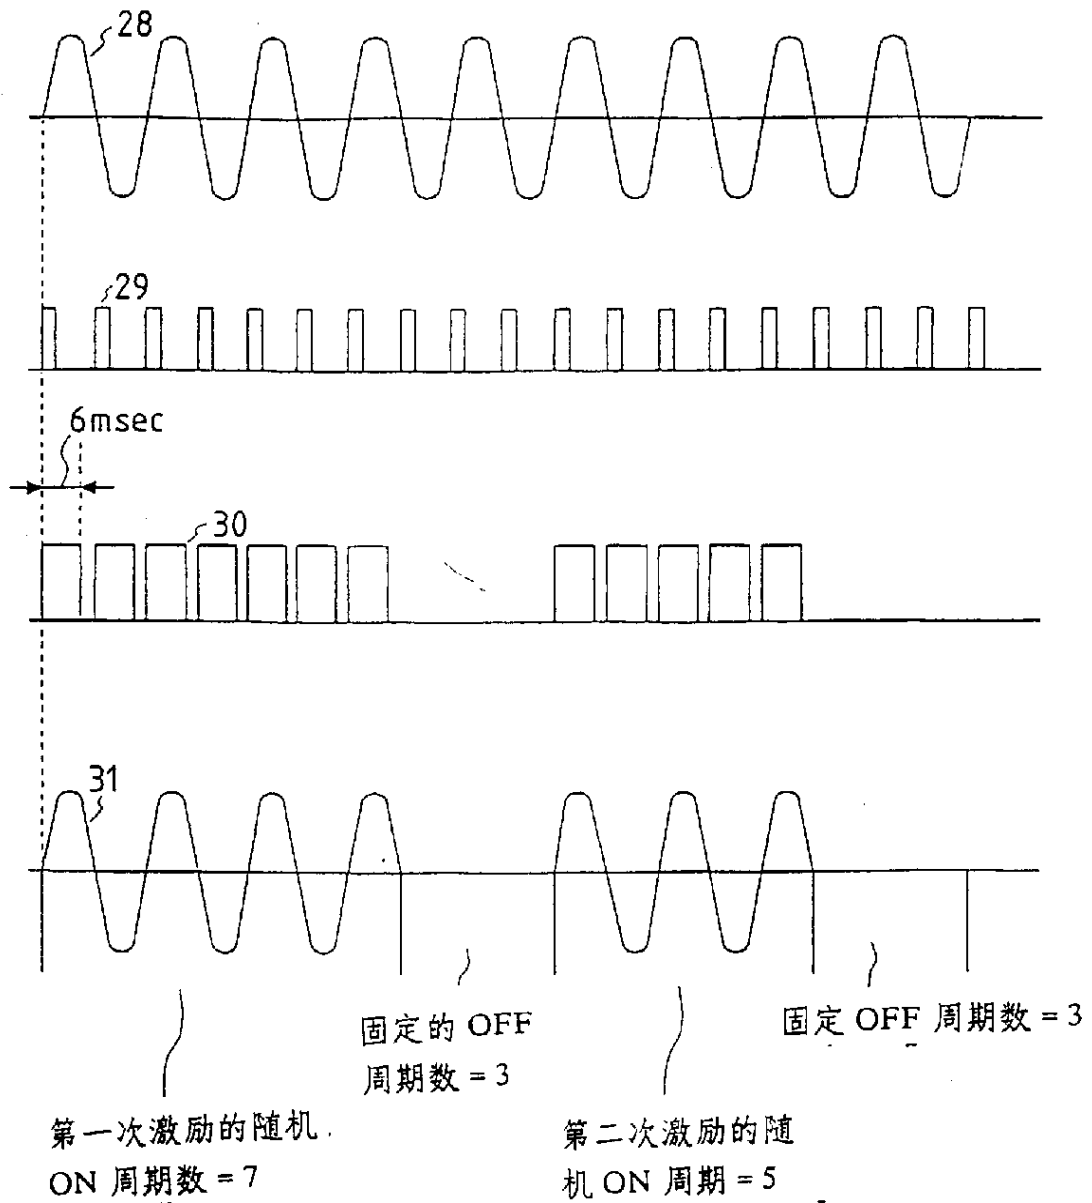 28
29
6msec
30
31
固定的 OFF
周期数 = 3
固定 OFF 周期数 = 3
第一次激励的随机
ON 周期数 = 7
第二次激励的随
机 ON 周期 = 5